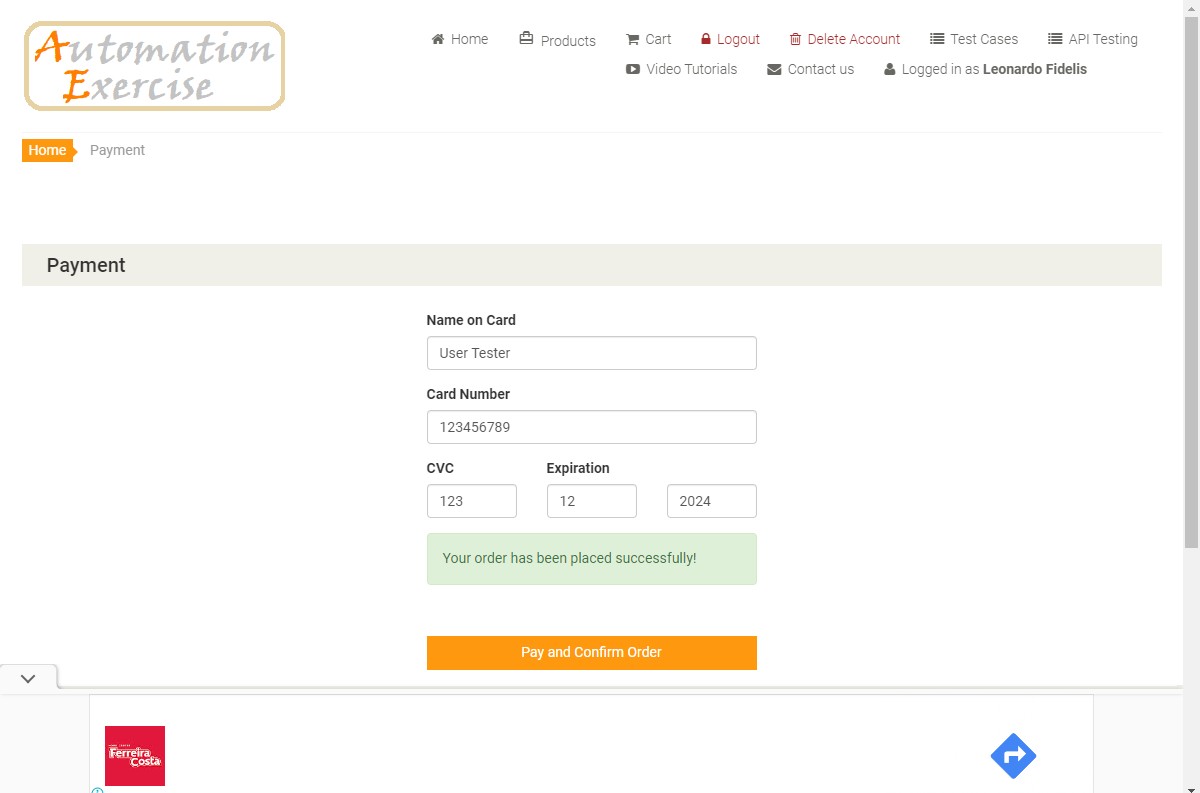 Automation
Exercise
Home Products Cart Logout Delete Account Test Cases API Testing
Video Tutorials Contact us Logged in as Leonardo Fidelis
Home Payment
Payment
Name on Card
User Tester
Card Number
123456789
CVC Expiration
123 12 2024
Your order has been placed successfully!
Pay and Confirm Order
Ferreira
Costa